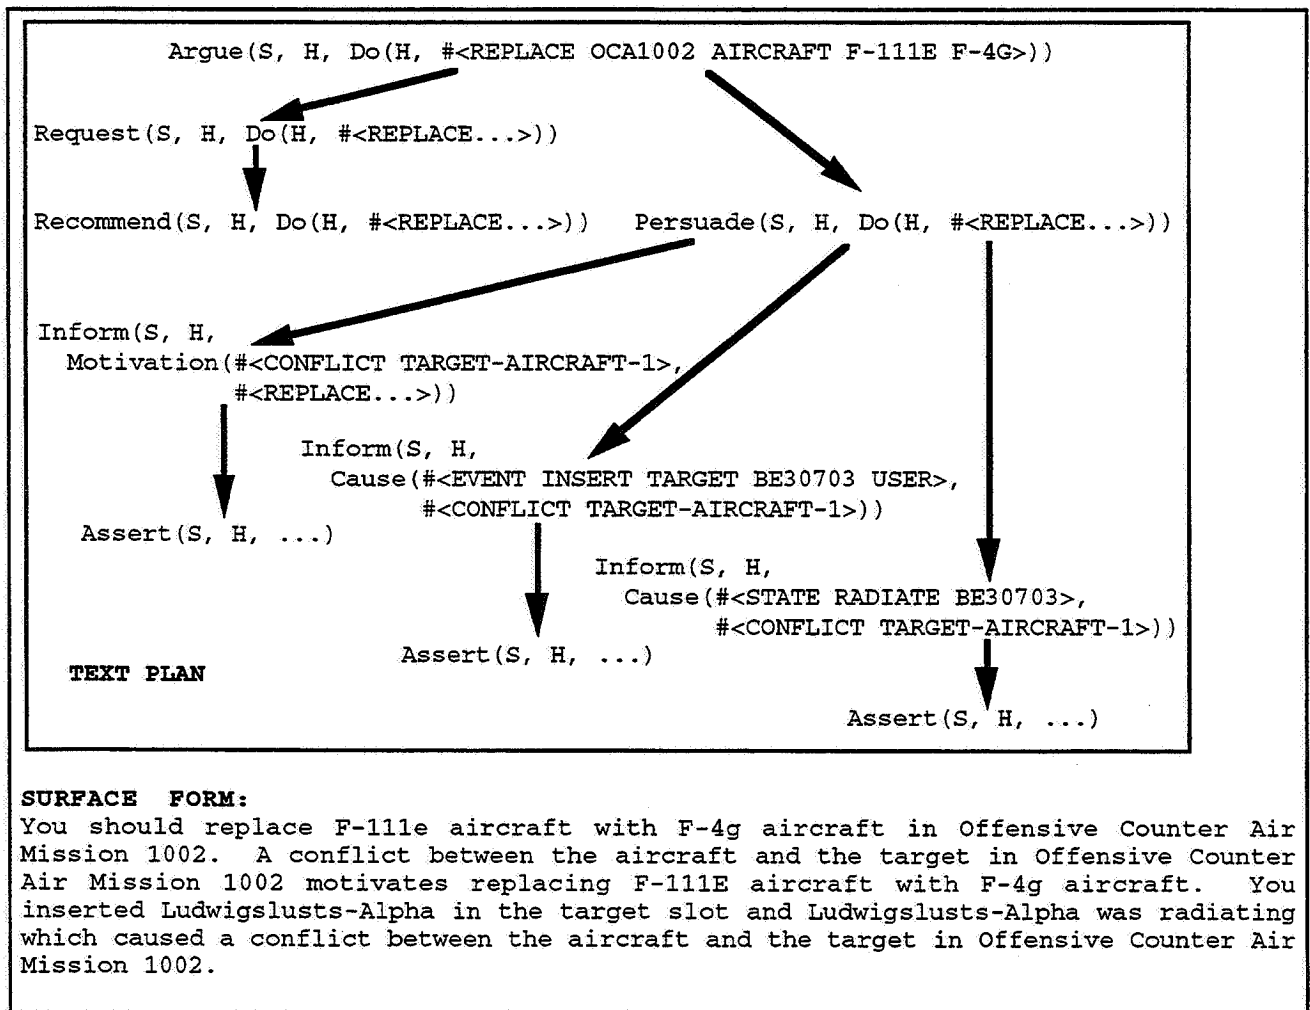 Argue(S, H, Do(H, #<REPLACE OCA1002 AIRCRAFT F-111E F-4G>))
Request(S, H, Do(H, #<REPLACE...>))
Recommend(S, H, Do(H, #<REPLACE...>))
Persuade(S, H, Do(H, #<REPLACE...>))
Inform(S, H,
Motivation(#<CONFLICT TARGET-AIRCRAFT-1>,
#<REPLACE...>))
Assert(S, H, ...)
Inform(S, H,
Cause(#<EVENT INSERT TARGET BE30703 USER>,
#<CONFLICT TARGET-AIRCRAFT-1>))
Assert(S, H, ...)
Inform(S, H,
Cause(#<STATE RADIATE BE30703>,
#<CONFLICT TARGET-AIRCRAFT-1>))
Assert(S, H, ...)
TEXT PLAN
SURFACE FORM:
You should replace F-111e aircraft with F-4g aircraft in Offensive Counter Air
Mission 1002. A conflict between the aircraft and the target in Offensive Counter
Air Mission 1002 motivates replacing F-111E aircraft with F-4g aircraft. You
inserted Ludwigslusts-Alpha in the target slot and Ludwigslusts-Alpha was radiating
which caused a conflict between the aircraft and the target in Offensive Counter Air
Mission 1002.